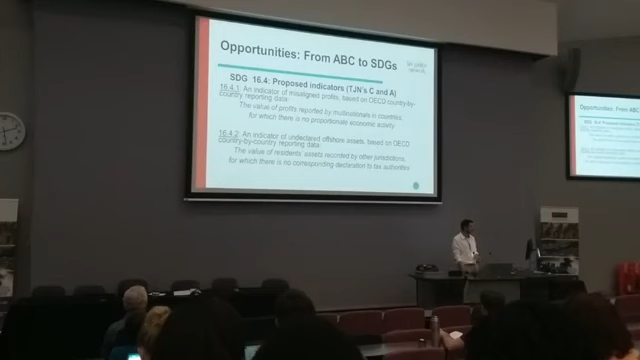 Opportunities: From ABC to SDGs
tax justice
network
SDG 16.4: Proposed indicators (TJN's C and A)
16.4.1: An indicator of misaligned profits, based on OECD country-by-
country reporting data:
The value of profits reported by multinationals in countries
for which there is no proportionate economic activity
16.4.2: An indicator of undeclared offshore assets, based on OECD
country-by-country reporting data:
The value of residents' assets recorded by other jurisdictions,
for which there is no corresponding declaration to tax authorities
Opportunities: From ABC